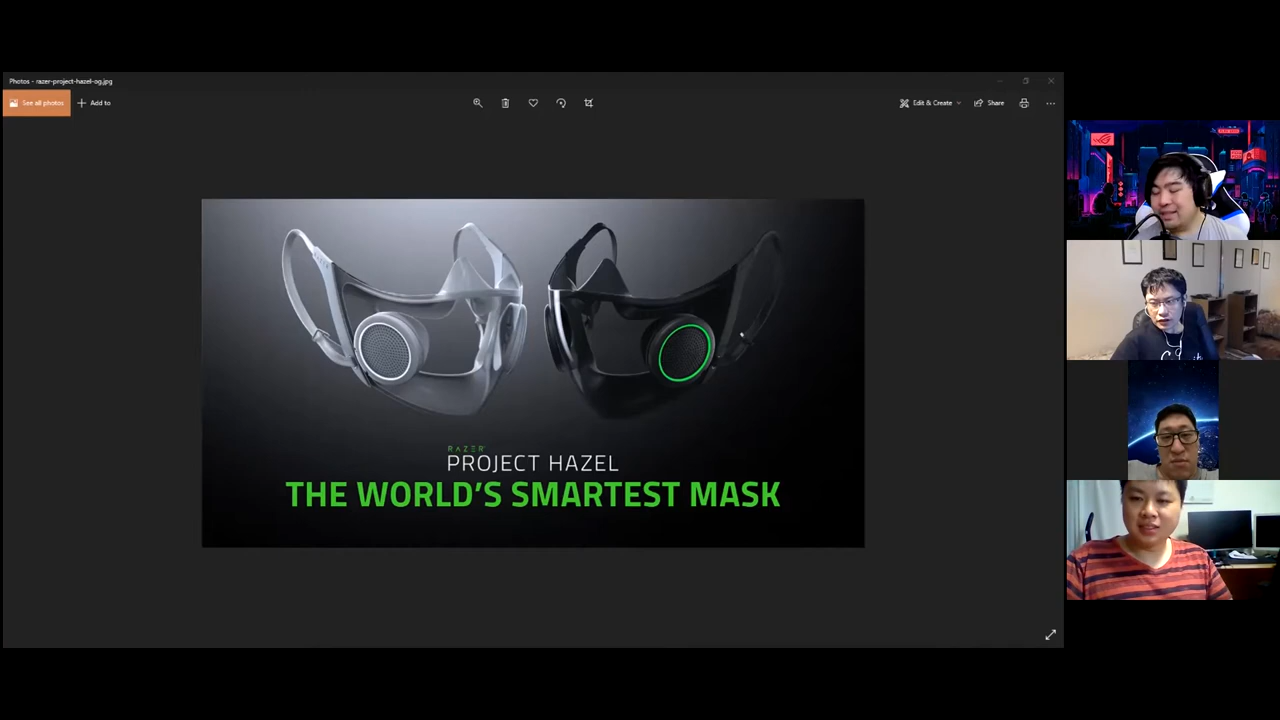 Photos - razer-project-hazel-og.jpg
See all photos
Add to
Edit & Create
Share
RAZER
PROJECT HAZEL
THE WORLD'S SMARTEST MASK